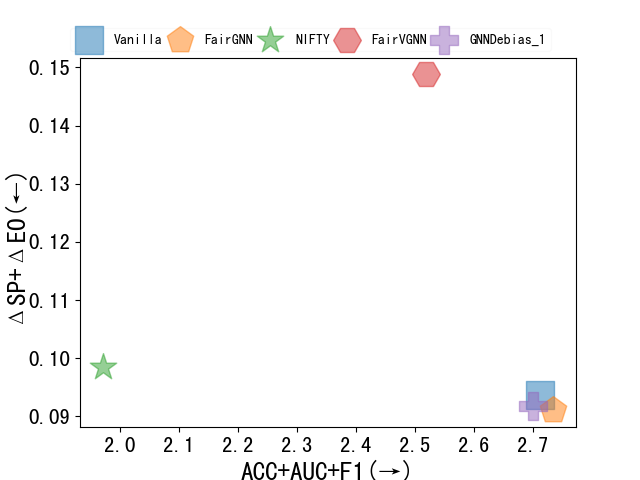 Vanilla FairGNN NIFTY FairVGNN GNNDebias_1
0.15
0.14
0.13
0.12
0.11
0.10
0.09
ΔSP+ΔEO(←)
2.0 2.1 2.2 2.3 2.4 2.5 2.6 2.7
ACC+AUC+F1(→)